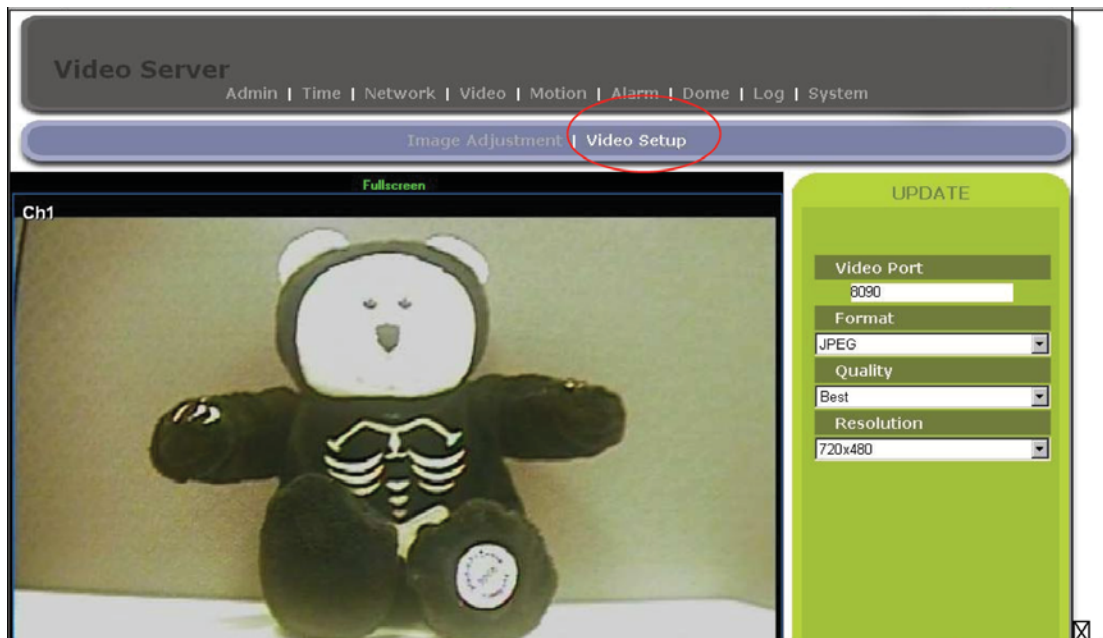 Video Server
Admin | Time | Network | Video | Motion | Alarm | Dome | Log | System
Image Adjustment | Video Setup
Fullscreen
Ch1
UPDATE
Video Port
8090
Format
JPEG
Quality
Best
Resolution
720x480